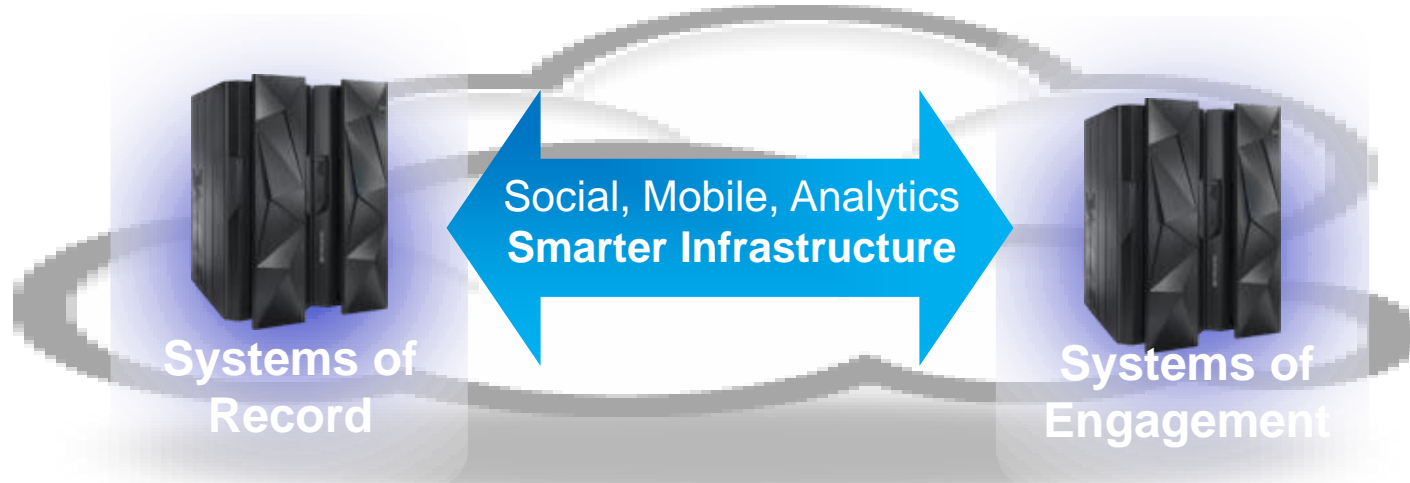 Social, Mobile, Analytics
Smarter Infrastructure
Systems of
Record
Systems of
Engagement